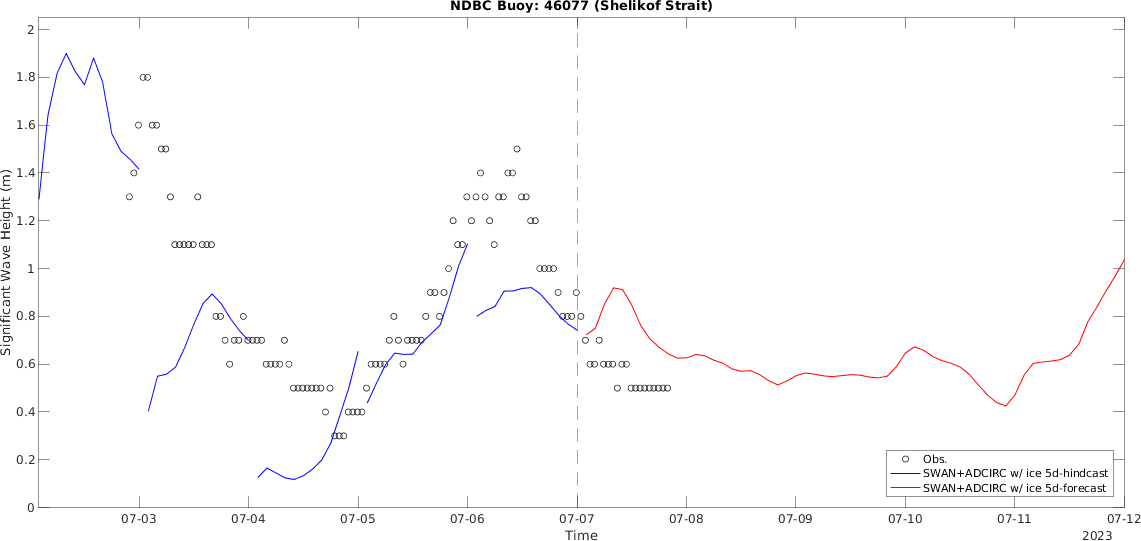 NDBC Buoy: 46077 (Shelikof Strait)
2
1.8
1.6
1.4
1.2
1
0.8
0.6
0.4
0.2
0
Significant Wave Height (m)
Obs.
SWAN+ADCIRC w/ ice 5d-hindcast
SWAN+ADCIRC w/ ice 5d-forecast
07-03 07-04 07-05 07-06 07-07 07-08 07-09 07-10 07-11 07-12
Time
2023